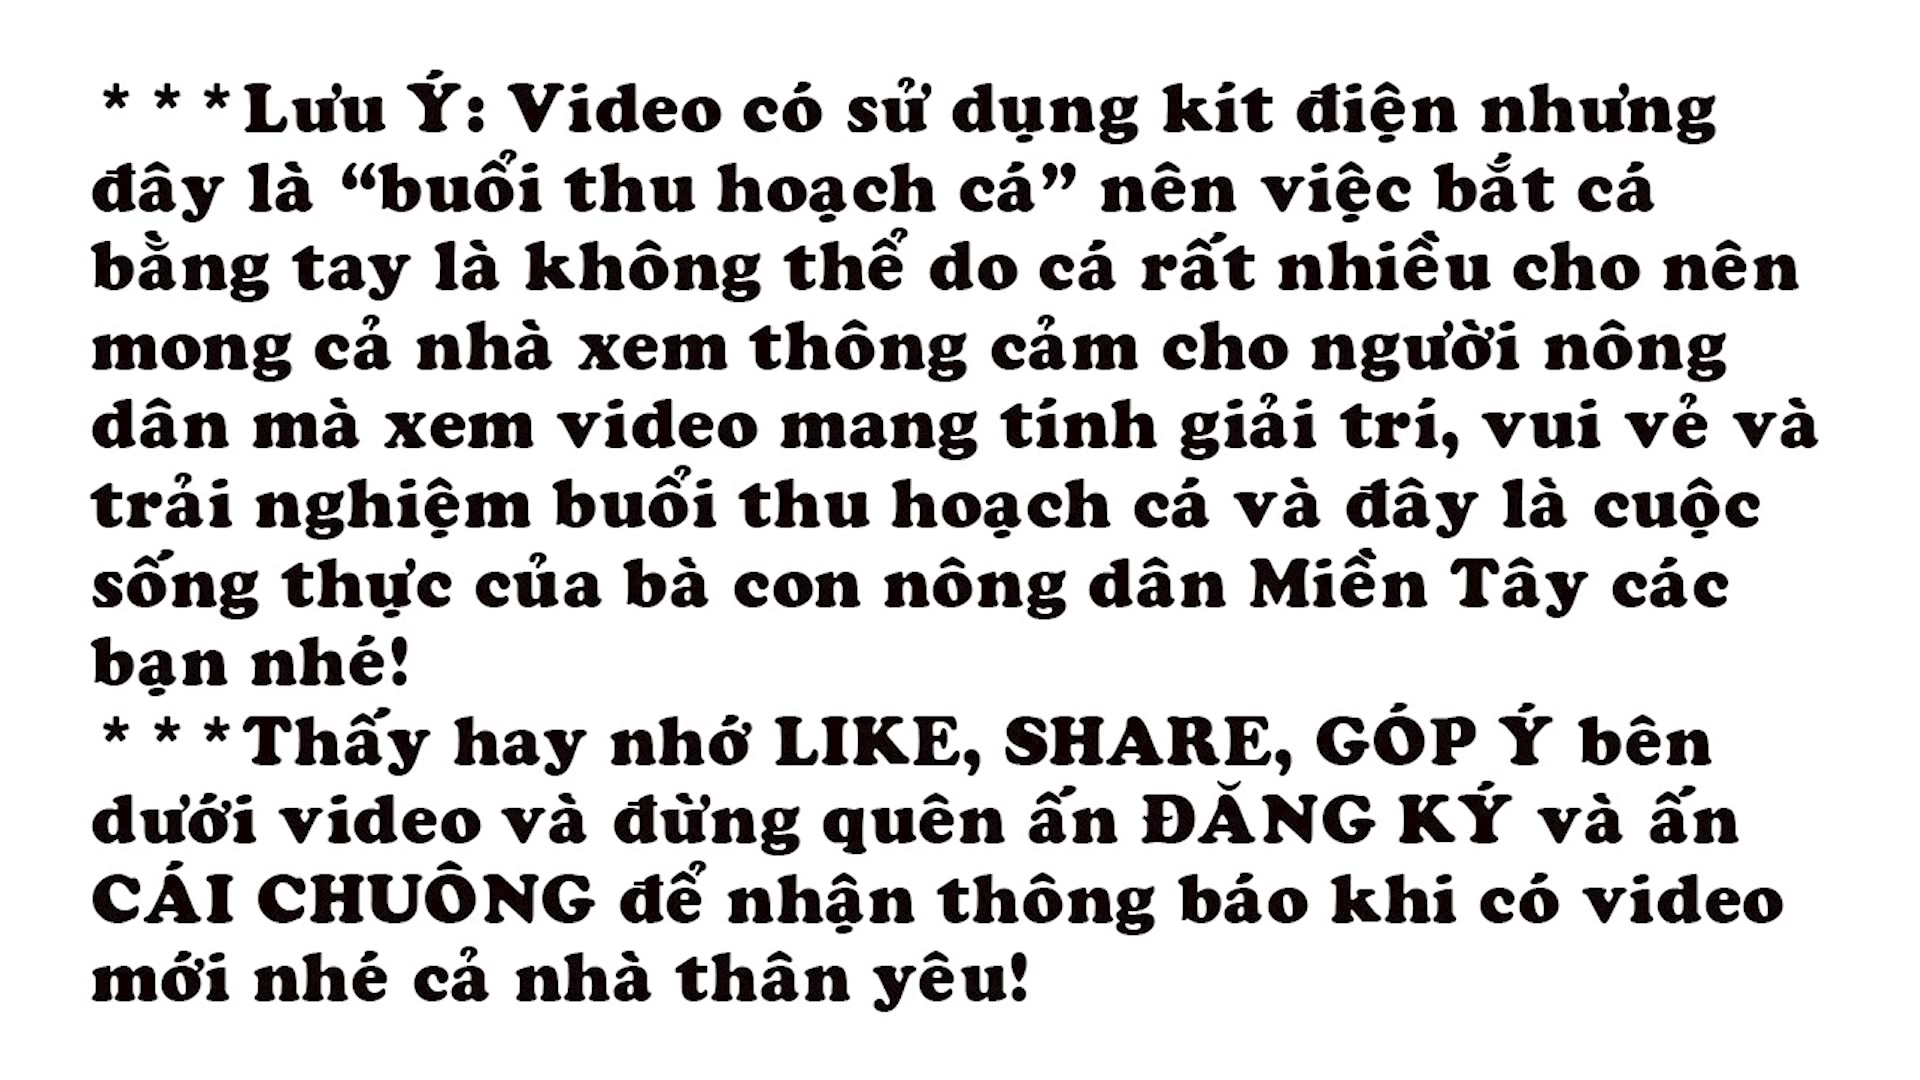 ***Lưu Ý: Video có sử dụng kít điện nhưng
đây là “buổi thu hoạch cá” nên việc bắt cá
bằng tay là không thể do cá rất nhiều cho nên
mong cả nhà xem thông cảm cho người nông
dân mà xem video mang tính giải trí, vui vẻ và
trải nghiệm buổi thu hoạch cá và đây là cuộc
sống thực của bà con nông dân Miền Tây các
bạn nhé!
***Thấy hay nhớ LIKE, SHARE, GÓP Ý bên
dưới video và đừng quên ấn ĐĂNG KÝ và ấn
CÁI CHUÔNG để nhận thông báo khi có video
mới nhé cả nhà thân yêu!